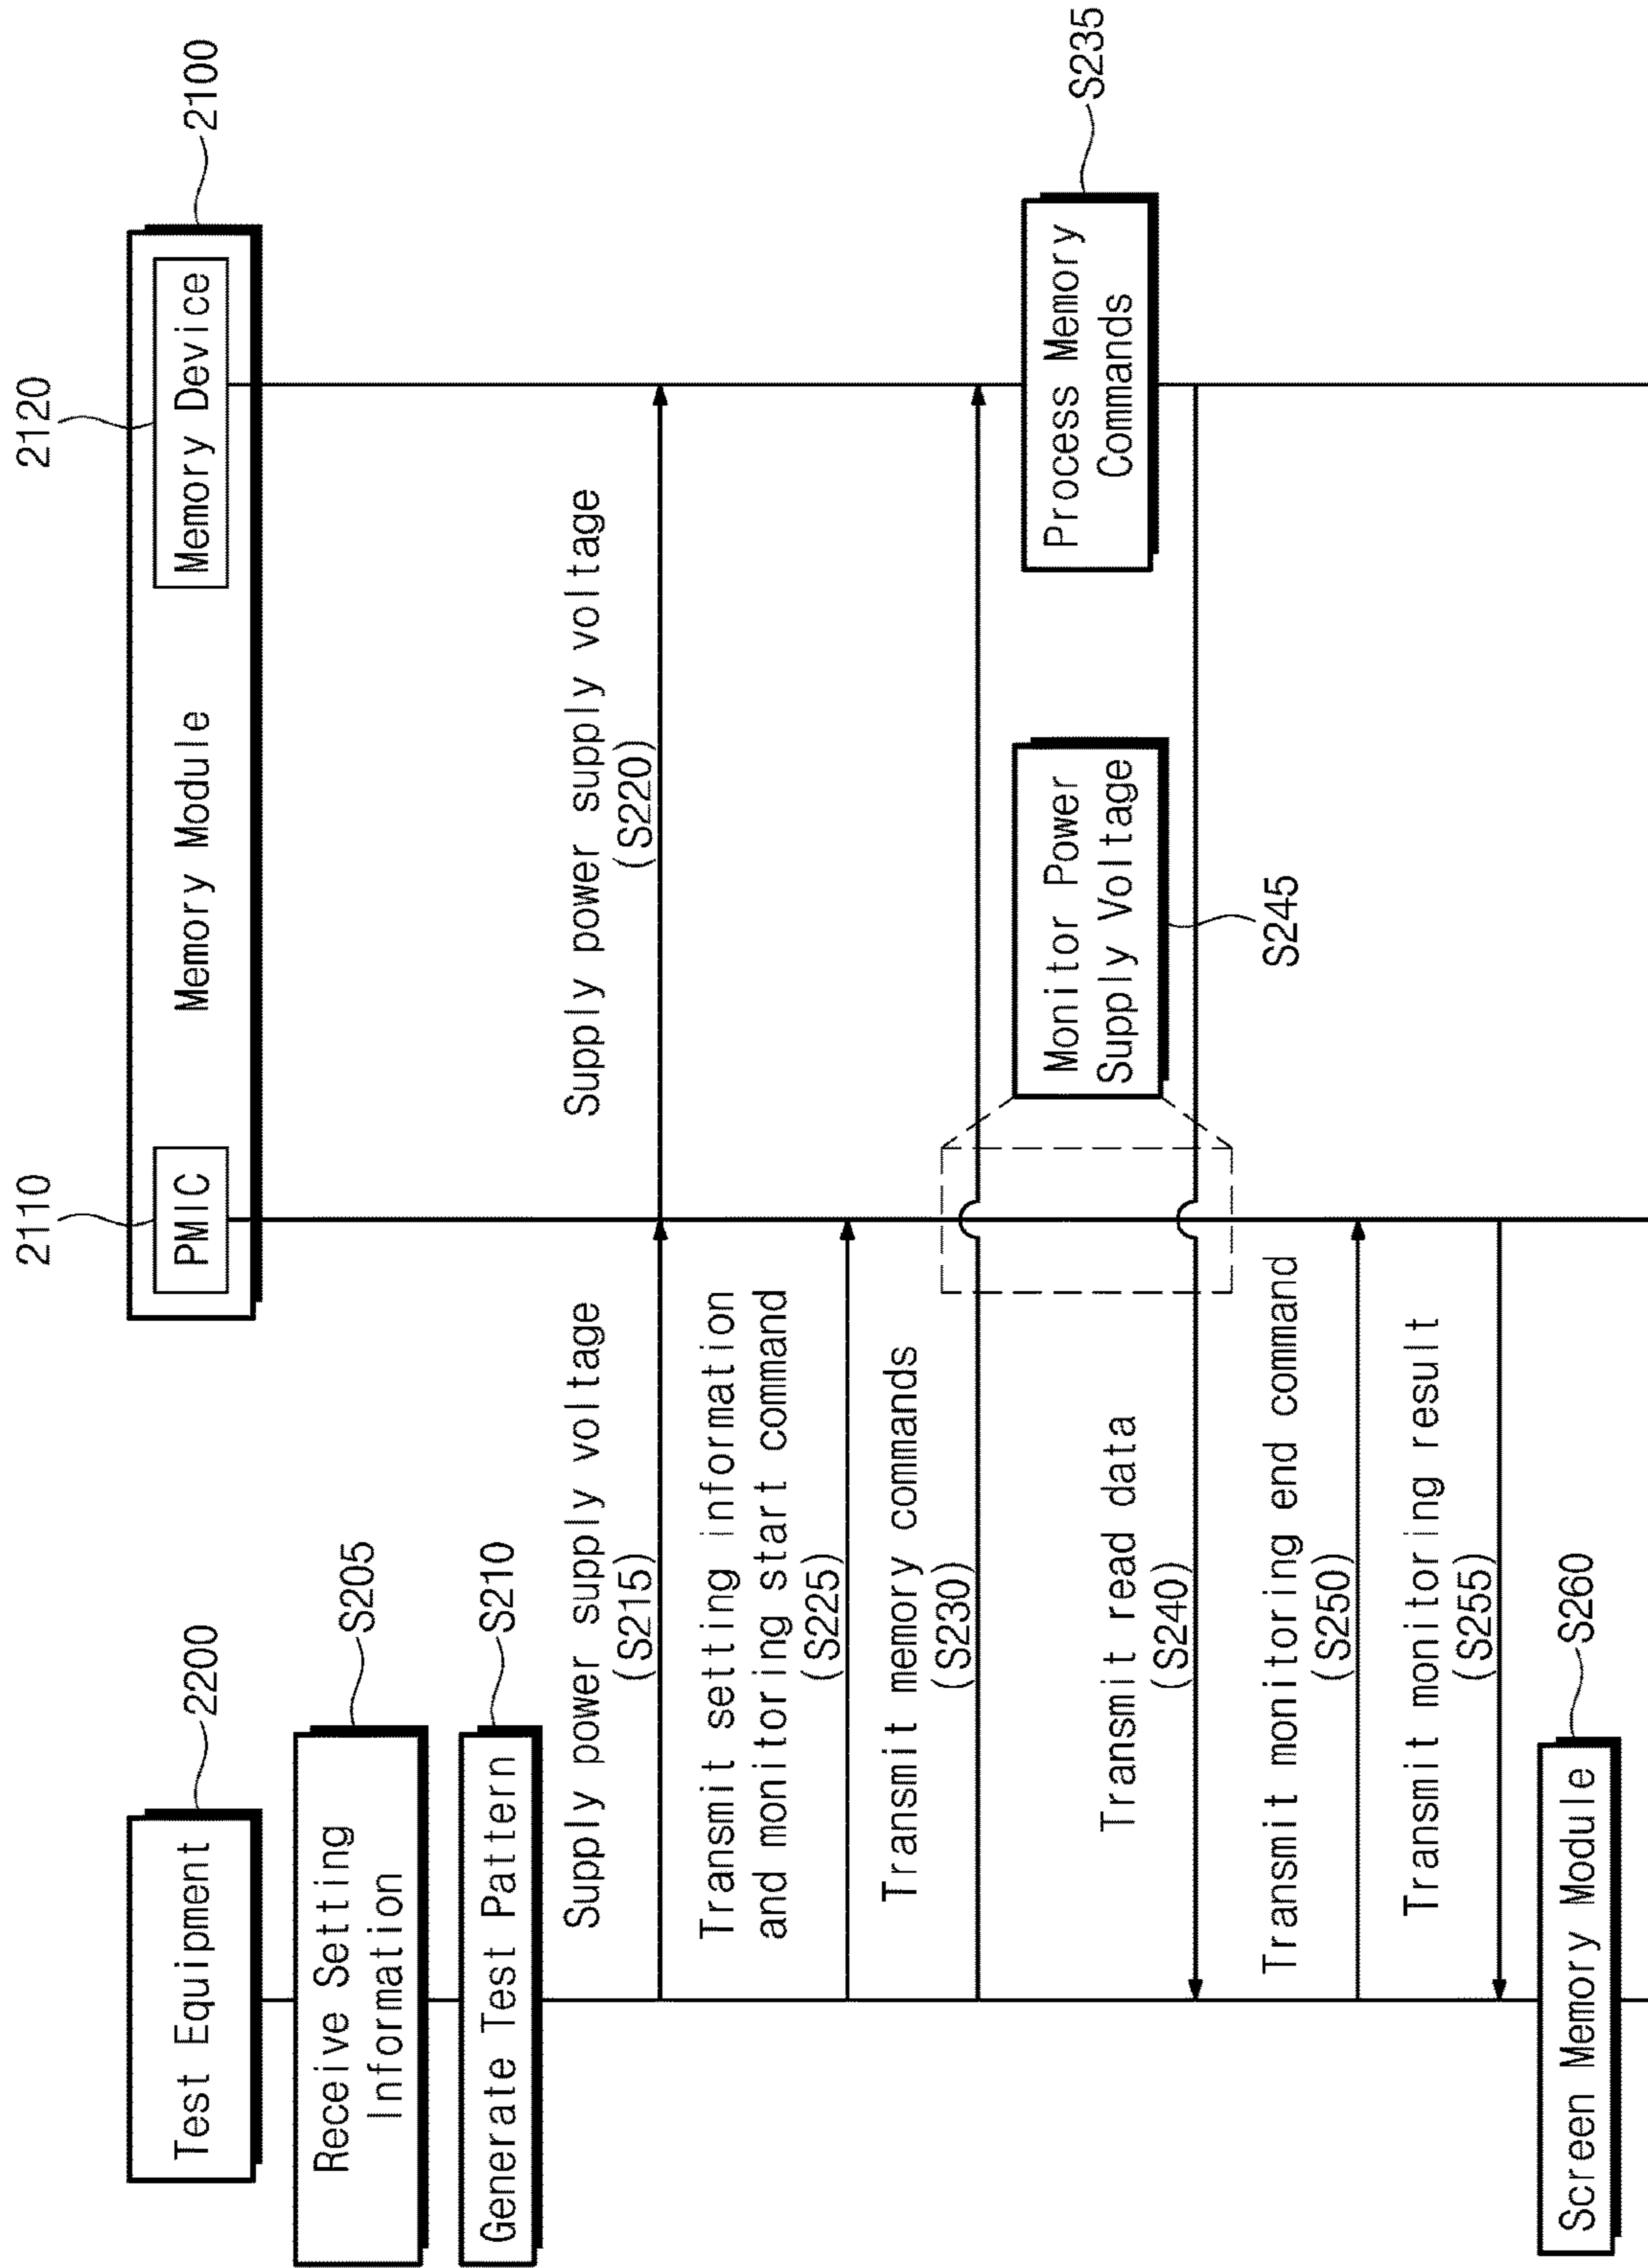 2110
2120
2200
2100
Test Equipment
PMIC
Memory Module
Memory Device
Receive Setting
Information
S205
Generate Test Pattern
S210
Supply power supply voltage
(S215)
Supply power supply voltage
(S220)
Transmit setting information
and monitoring start command
(S225)
Transmit memory commands
(S230)
Monitor Power
Supply Voltage
S245
Process Memory
Commands
S235
Transmit read data
(S240)
Transmit monitoring end command
(S250)
Transmit monitoring result
(S255)
Screen Memory Module
S260